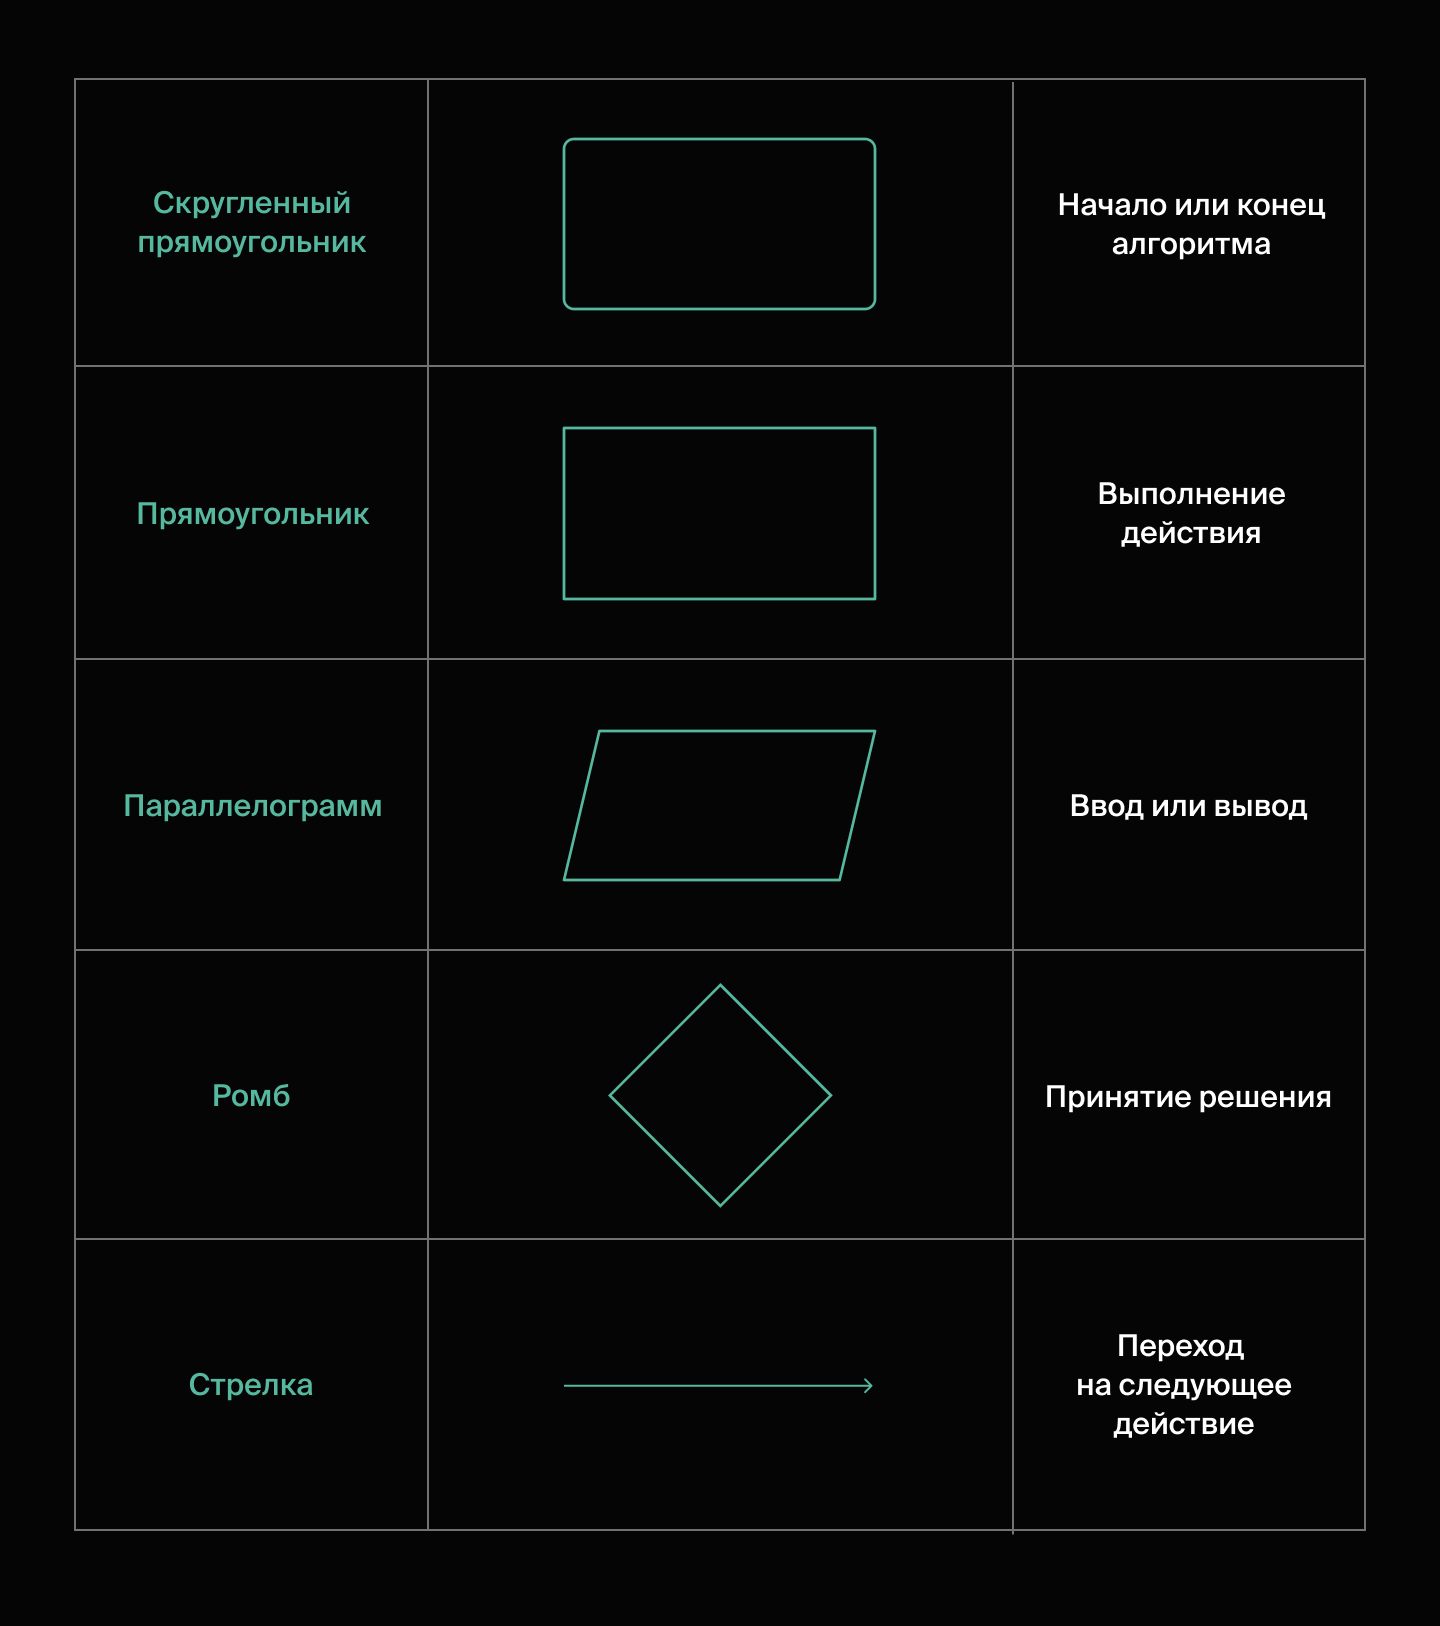 Скругленный
прямоугольник
Начало или конец
алгоритма
Прямоугольник
Выполнение
действия
Параллелограмм
Ввод или вывод
Ромб
Принятие решения
Стрелка
Переход
на следующее
действие